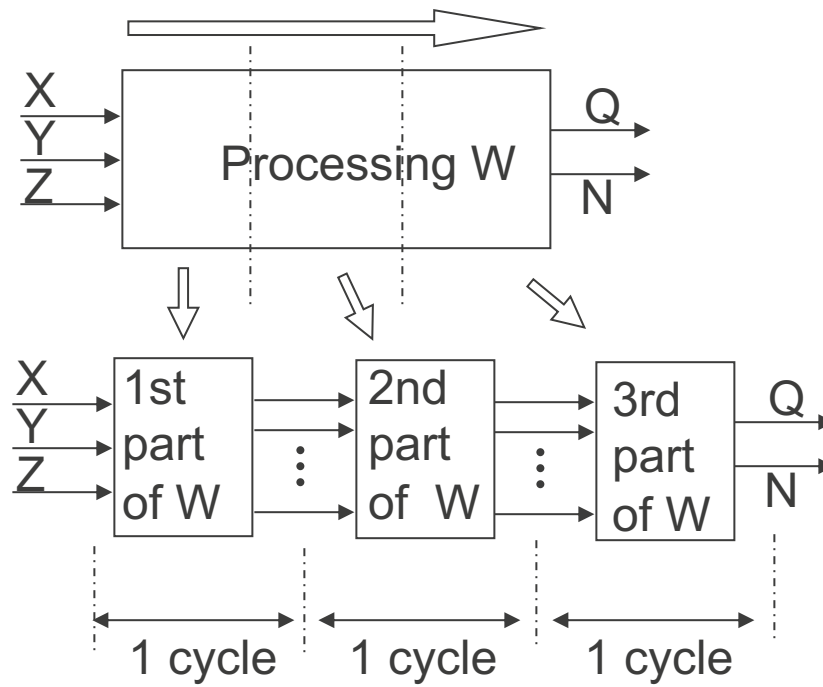 X
Y
Z
Processing W
Q
N
X
Y
Z
1st
part
of W
2nd
part
of W
3rd
part
of W
Q
N
1 cycle
1 cycle
1 cycle